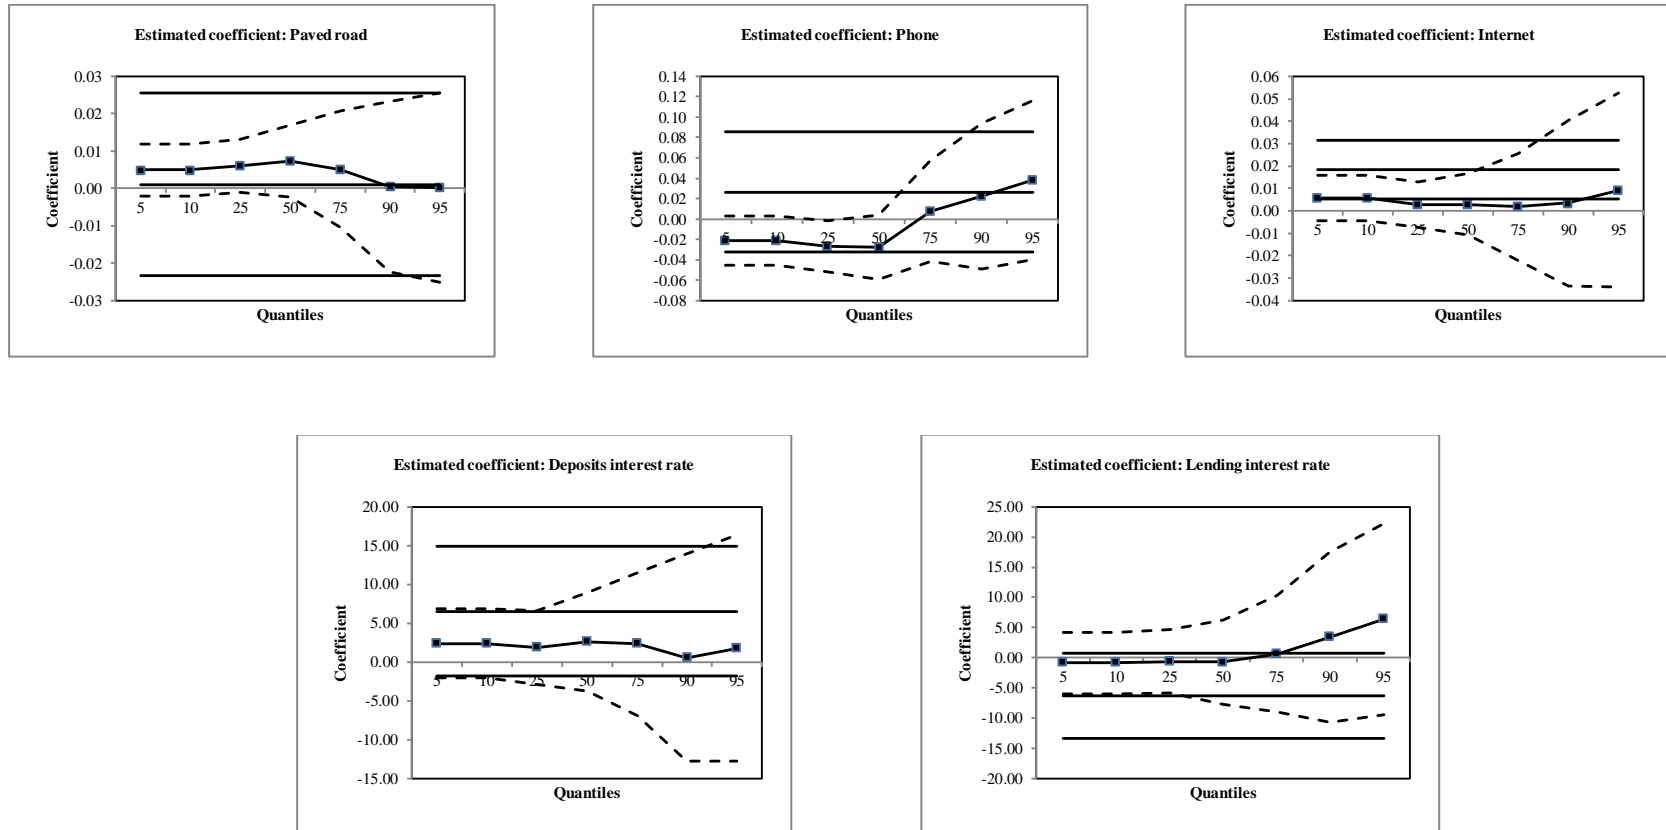 Estimated coefficient: Paved road
0.03
0.02
0.01
0.00
-0.01
-0.02
-0.03
5 10 25 50 75 90 95
Coefficient
Quantiles
Estimated coefficient: Phone
0.14
0.12
0.10
0.08
0.06
0.04
0.02
0.00
-0.02
-0.04
-0.06
-0.08
5 10 25 50 75 90 95
Coefficient
Quantiles
Estimated coefficient: Internet
0.06
0.05
0.04
0.03
0.02
0.01
0.00
-0.01
-0.02
-0.03
-0.04
5 10 25 50 75 90 95
Coefficient
Quantiles
Estimated coefficient: Deposits interest rate
20.00
15.00
10.00
5.00
0.00
-5.00
-10.00
-15.00
5 10 25 50 75 90 95
Coefficient
Quantiles
Estimated coefficient: Lending interest rate
25.00
20.00
15.00
10.00
5.00
0.00
-5.00
-10.00
-15.00
-20.00
5 10 25 50 75 90 95
Coefficient
Quantiles